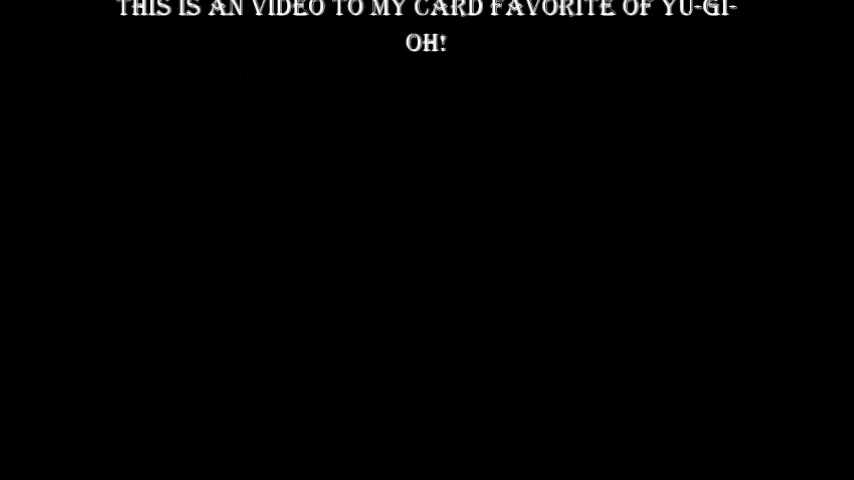 THIS IS AN VIDEO TO MY CARD FAVORITE OF YU-GI-
OH!